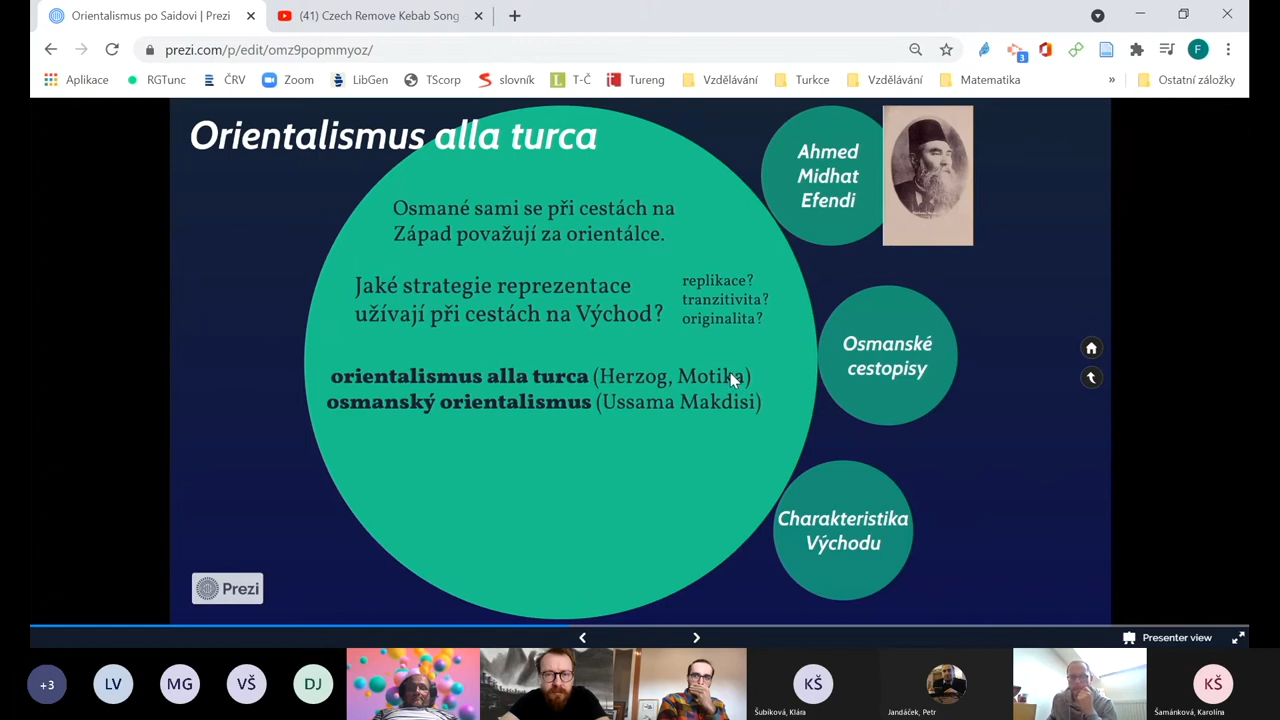 Orientalismus po Saidovi | Prezi
(41) Czech Remove Kebab Song
prezi.com/p/edit/omz9popmmyoz/
3
F
Aplikace
RGTunc
ČRV
Zoom
LibGen
TScorp
slovník
T-Č
Tureng
Vzdělávání
Turkce
Vzdělávání
Matematika
»
Ostatní záložky
Orientalismus alla turca
Osmané sami se při cestách na
Západ považují za orientálce.
Jaké strategie reprezentace
užívají při cestách na Východ?
replikace?
tranzitivita?
originalita?
orientalismus alla turca (Herzog, Motika)
osmanský orientalismus (Ussama Makdisi)
Ahmed
Midhat
Efendi
Osmanské
cestopisy
Charakteristika
Východu
Prezi
Presenter view
+3
LV
MG
VŠ
DJ
KŠ
Šubíková, Klára
Jandáček, Petr
KŠ
Šamánková, Karolína